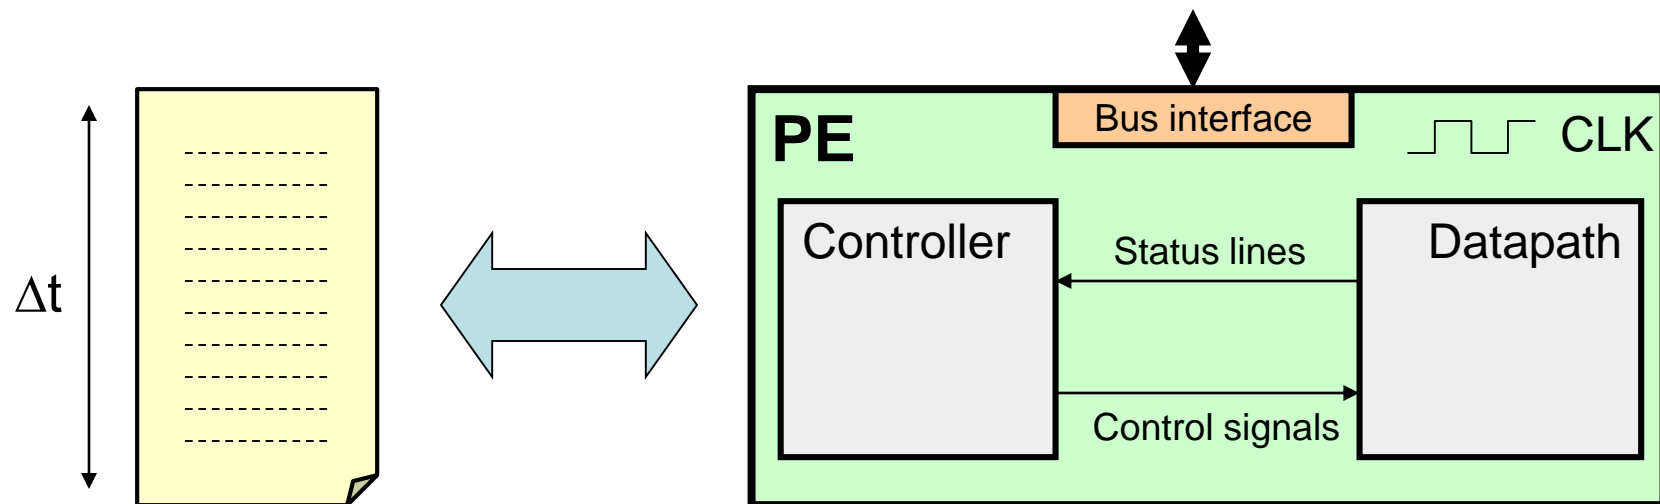 Bus interface
PE
CLK
Controller
Datapath
Status lines
Δt
Control signals